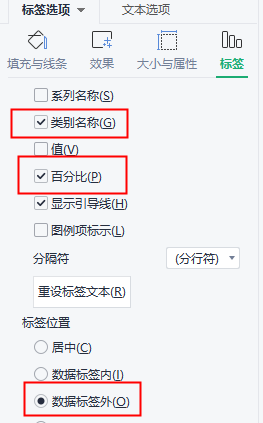 标签选项 文本选项
填充与线条 效果 大小与属性 标签
系列名称(S)
类别名称(G)
值(V)
百分比(P)
显示引导线(H)
图例项标示(L)
分隔符 (分行符)
重设标签文本(R)
标签位置
居中(C)
数据标签内(I)
数据标签外(O)